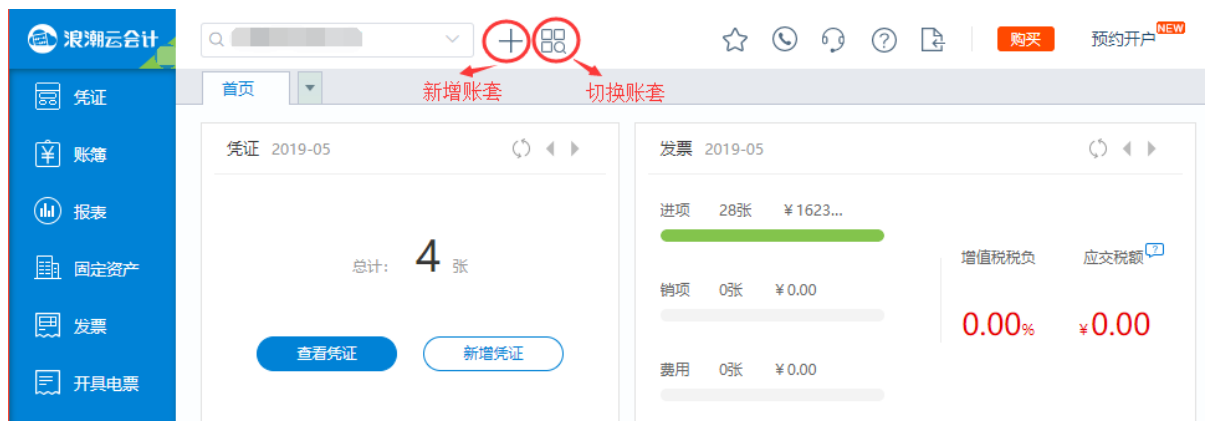 浪潮云会计
购买
预约开户
NEW
新增账套
切换账套
首页
凭证
账簿
报表
固定资产
发票
开具电票
凭证 2019-05
总计: 4 张
查看凭证
新增凭证
发票 2019-05
进项 28张 ¥1623...
销项 0张 ¥0.00
费用 0张 ¥0.00
增值税税负
0.00%
应交税额
¥0.00